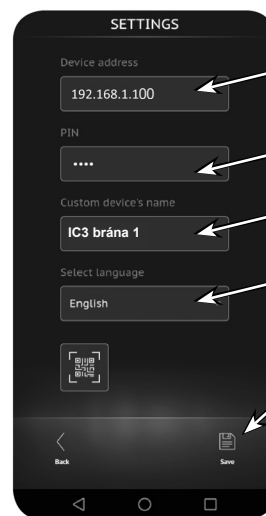 SETTINGS
Device address
192.168.1.100
PIN
••••
Custom device's name
IC3 brána 1
Select language
English
Back
Save